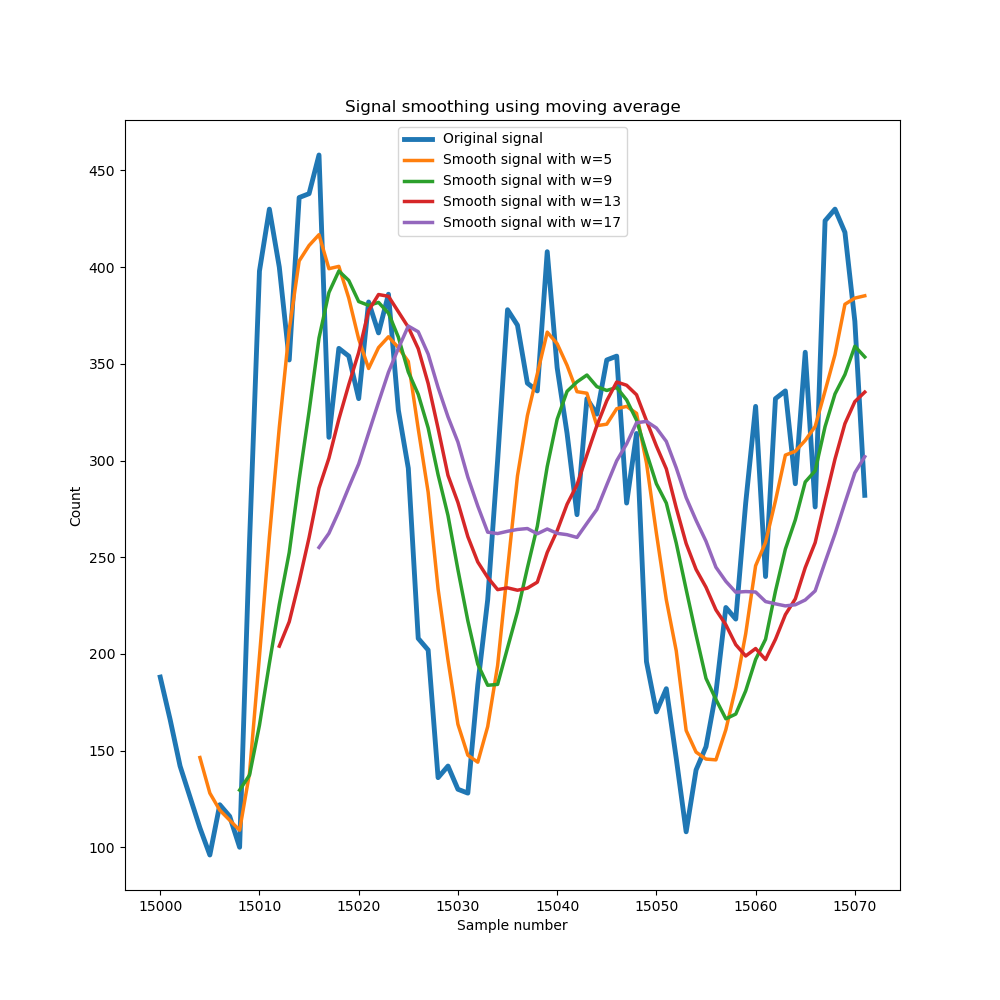 Signal smoothing using moving average
Original signal
Smooth signal with w=5
Smooth signal with w=9
Smooth signal with w=13
Smooth signal with w=17
450
400
350
300
250
200
150
100
Count
15000 15010 15020 15030 15040 15050 15060 15070
Sample number